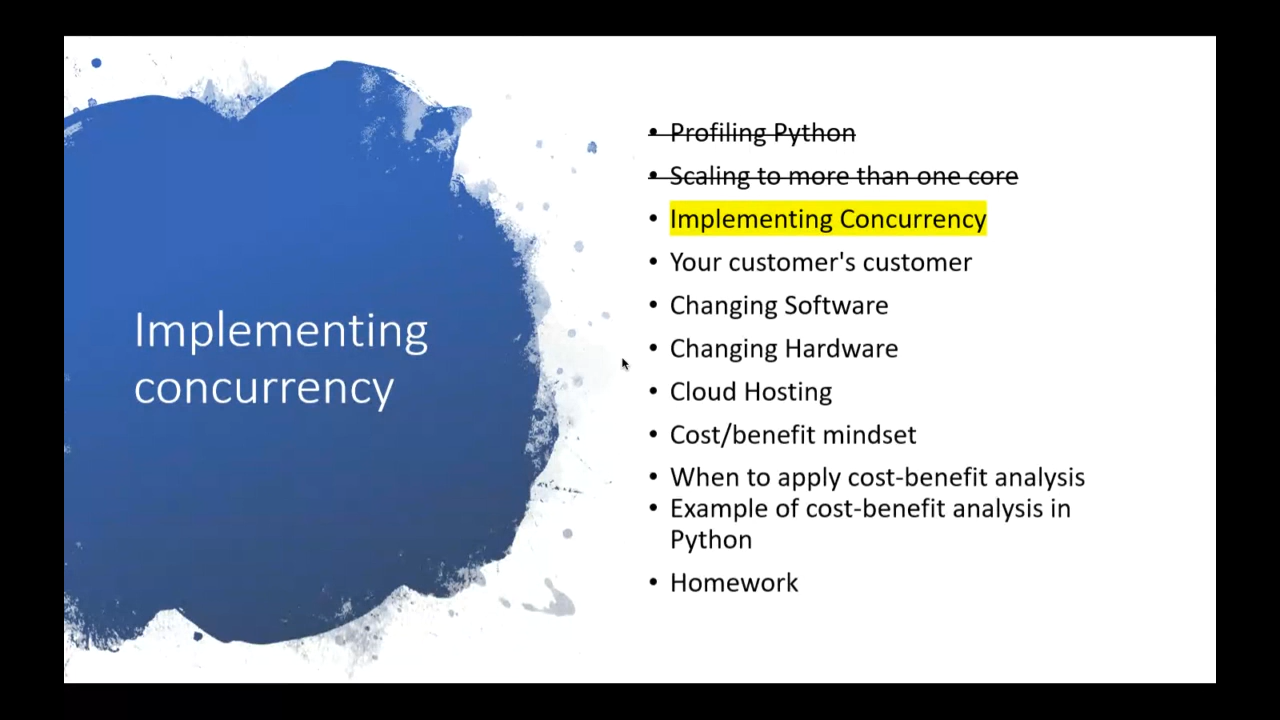 Implementing
concurrency
• Profiling Python
• Scaling to more than one core
• Implementing Concurrency
• Your customer's customer
• Changing Software
• Changing Hardware
• Cloud Hosting
• Cost/benefit mindset
• When to apply cost-benefit analysis
• Example of cost-benefit analysis in
Python
• Homework